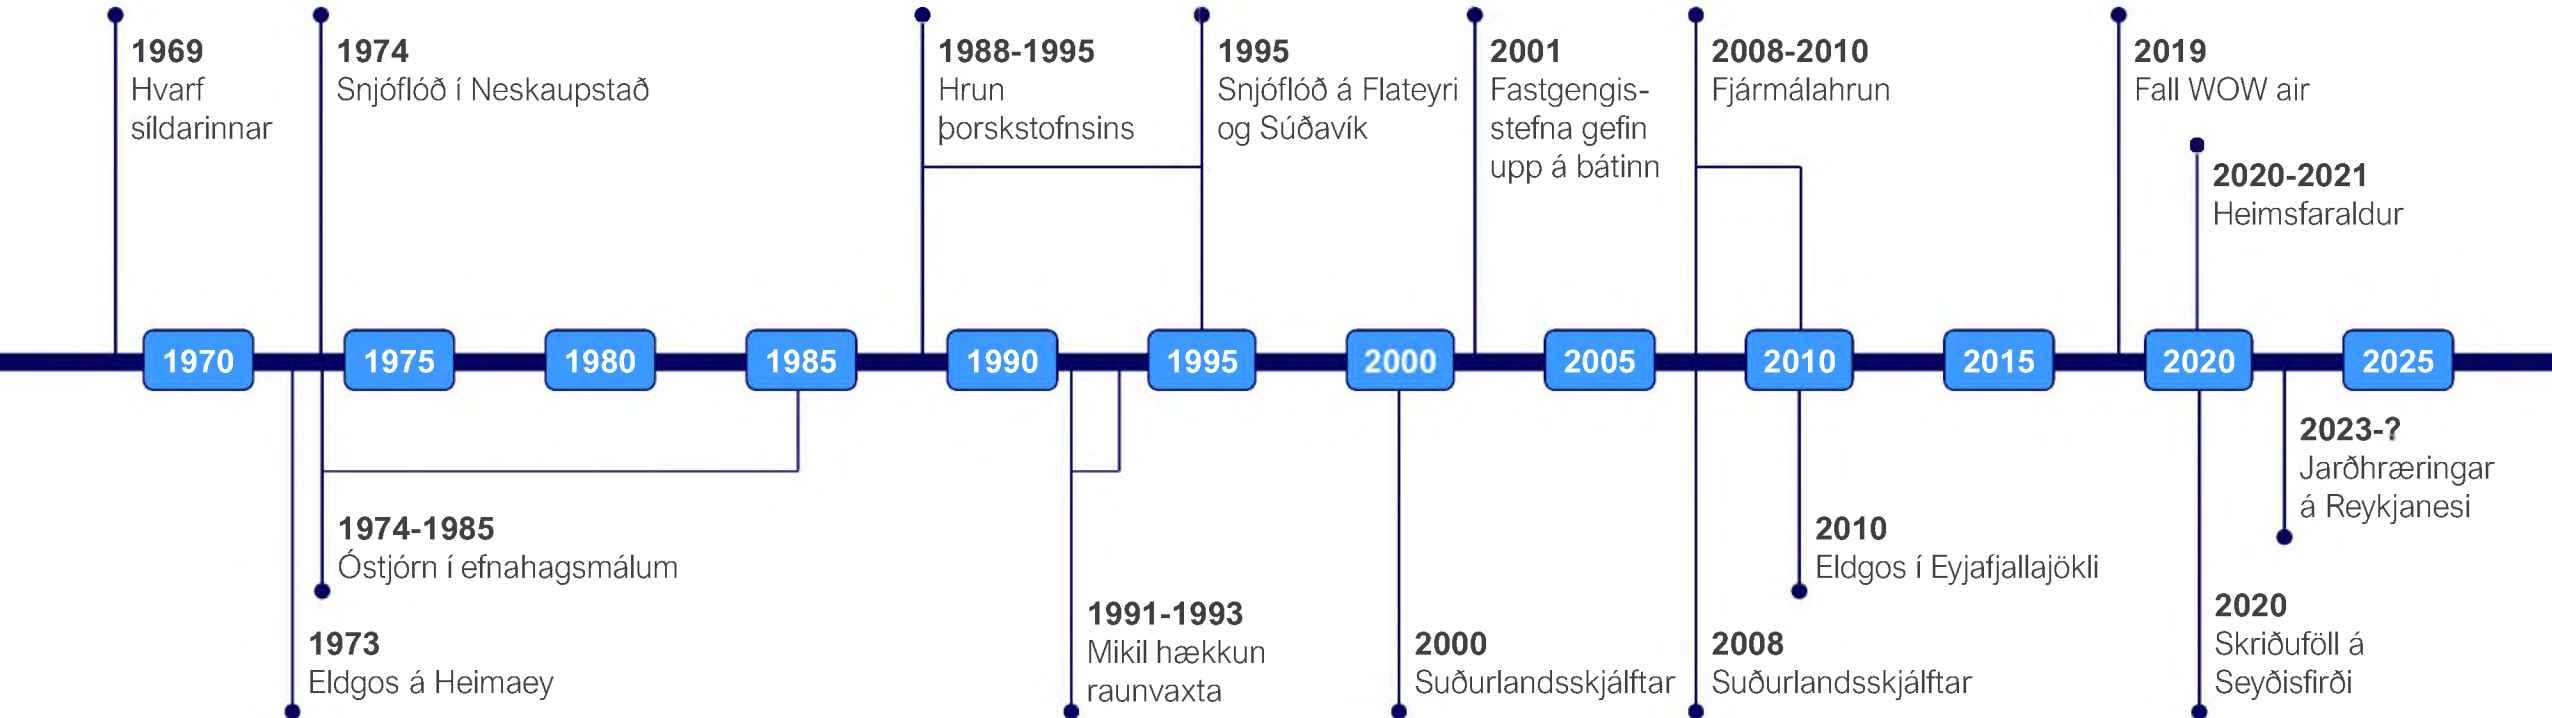 1969
Hvarf
síldarinnar
1974
Snjóflóð í Neskaupstað
1988-1995
Hrun
þorskstofnsins
1995
Snjóflóð á Flateyri
og Súðavík
2001
Fastgengis-
stefna gefin
upp á bátinn
2008-2010
Fjármálahrun
2019
Fall WOW air
2020-2021
Heimsfaraldur
1970
1975
1980
1985
1990
1995
2000
2005
2010
2015
2020
2025
1974-1985
Óstjórn í efnahagsmálum
1973
Eldgos á Heimaey
1991-1993
Mikil hækkun
raunvaxta
2000
Suðurlandsskjálftar
2008
Suðurlandsskjálftar
2010
Eldgos í Eyjafjallajökli
2023-?
Jarðhræringar
á Reykjanesi
2020
Skriðuföll á
Seyðisfirði